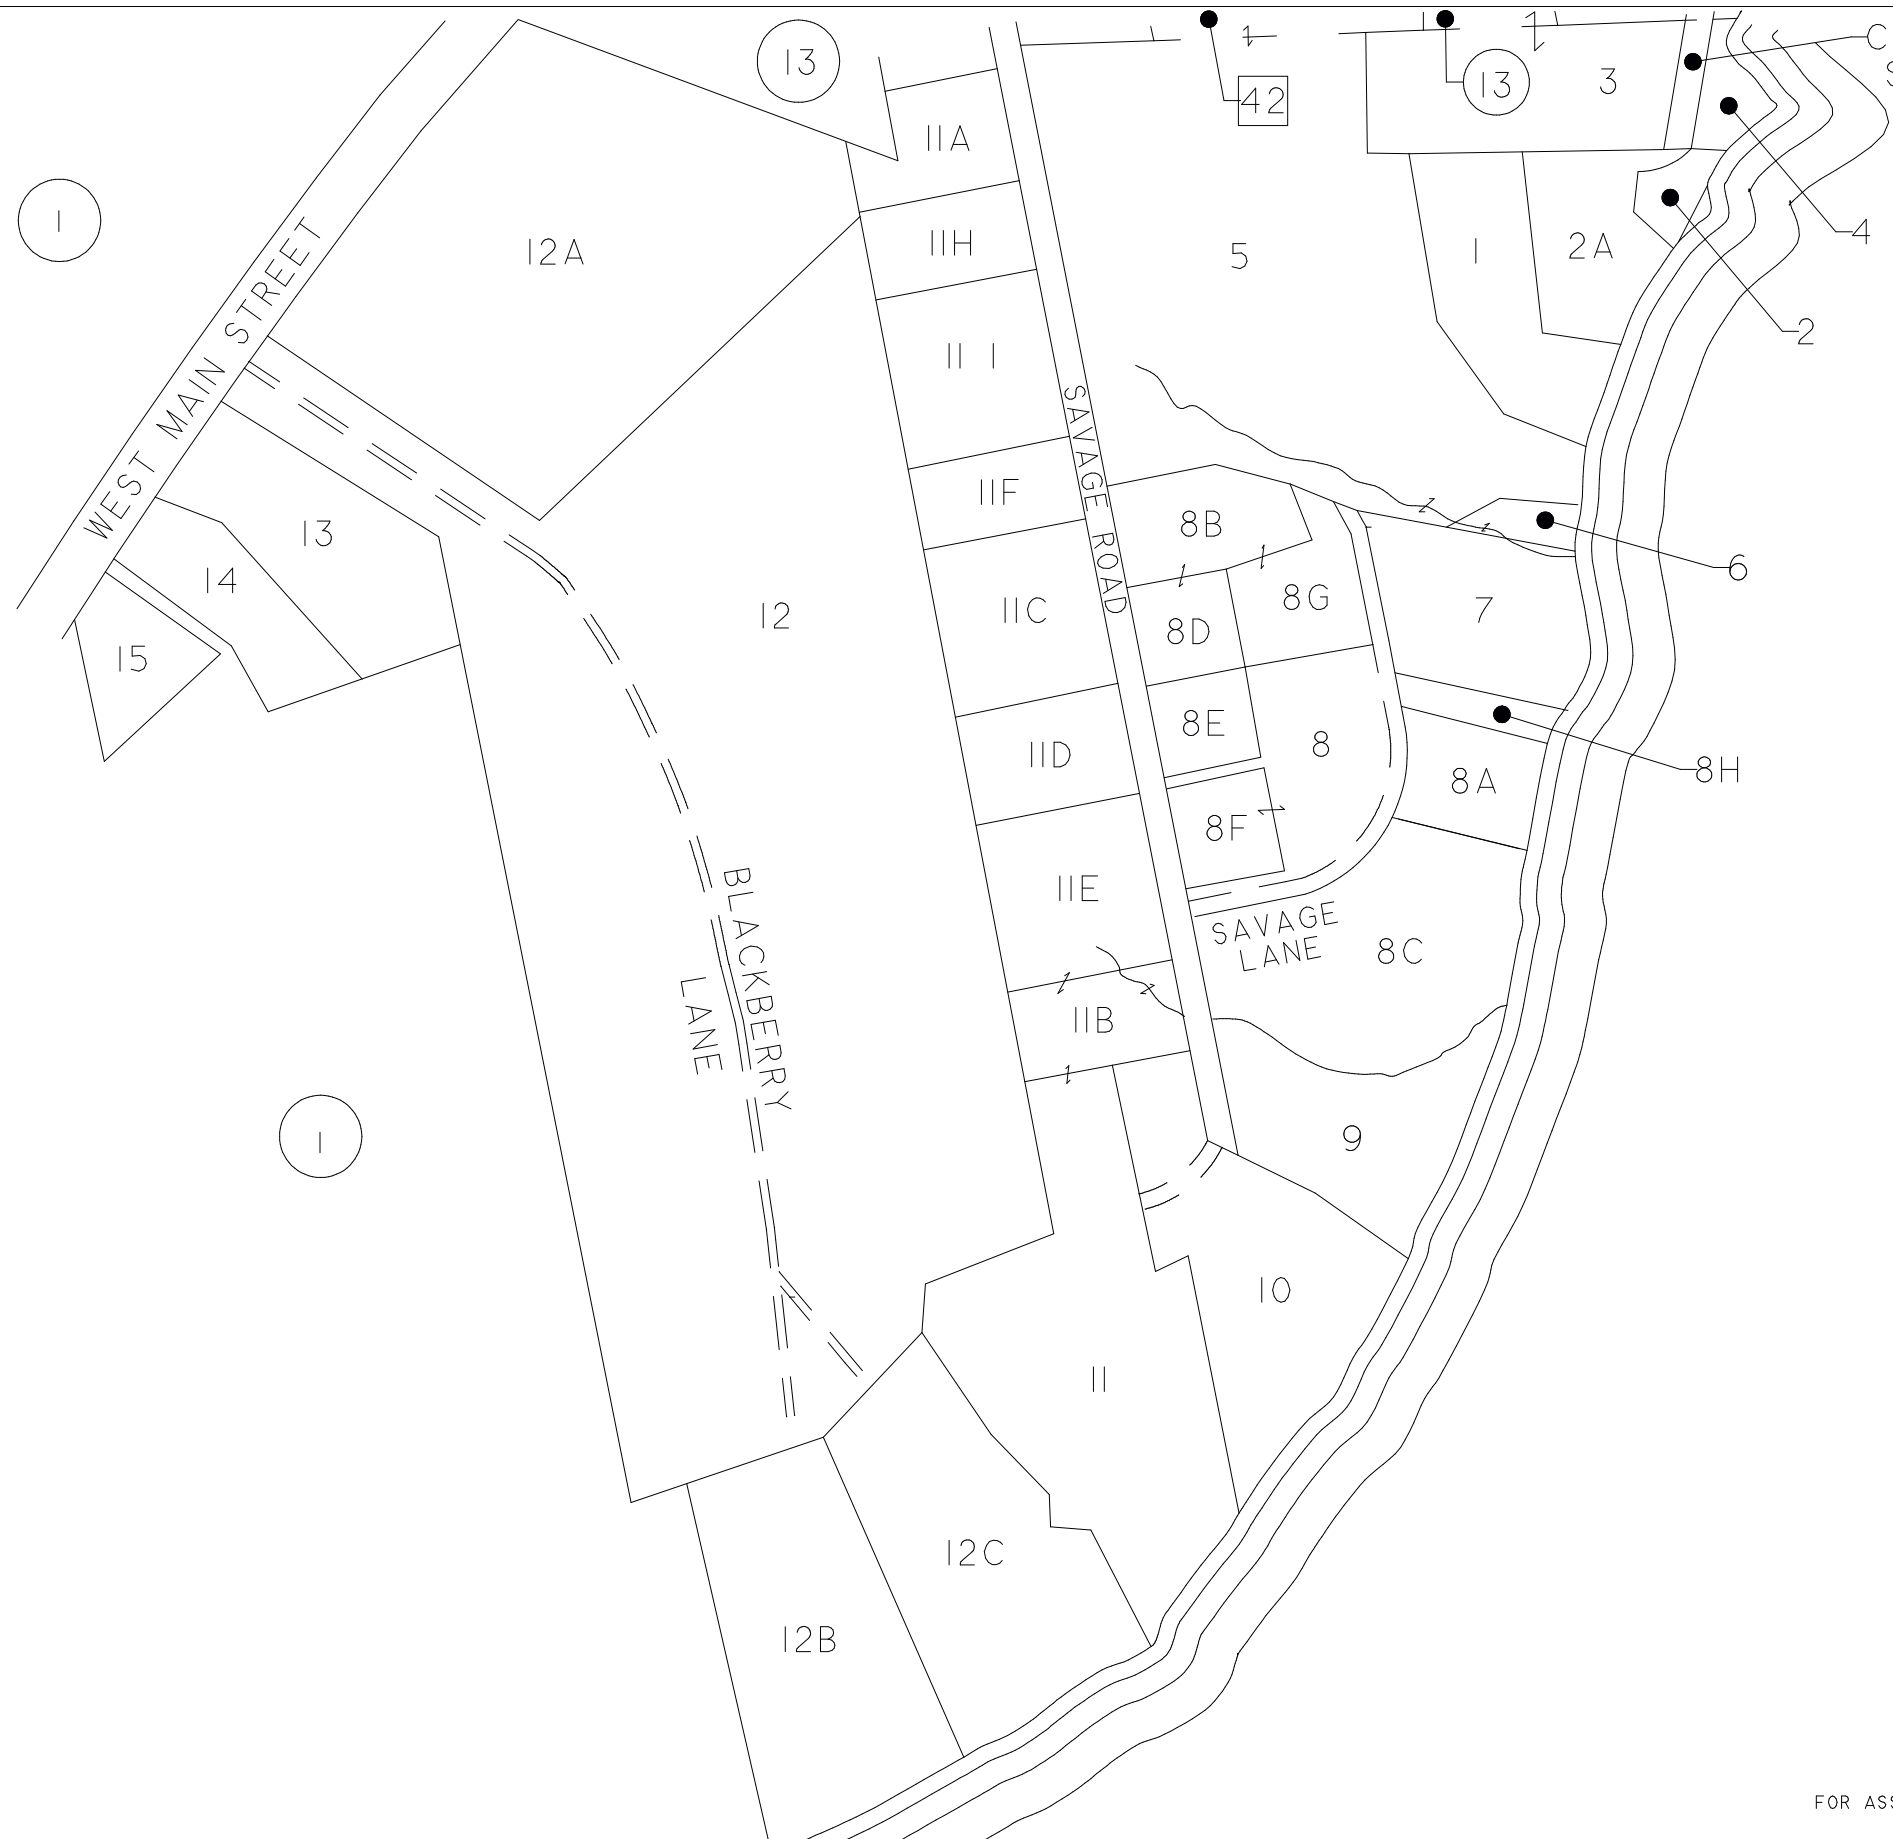 13
42
13
3
C
S
11A
1
12A
11H
5
1
2A
4
2
11 I
WEST MAIN STREET
SAVAGE ROAD
11F
8B
13
14
12
11C
8G
8D
7
6
15
8E
8
11D
8A
8H
8F
11E
SAVAGE
LANE
8C
BLACKBERRY
LANE
11B
1
9
10
11
12C
12B
FOR ASS